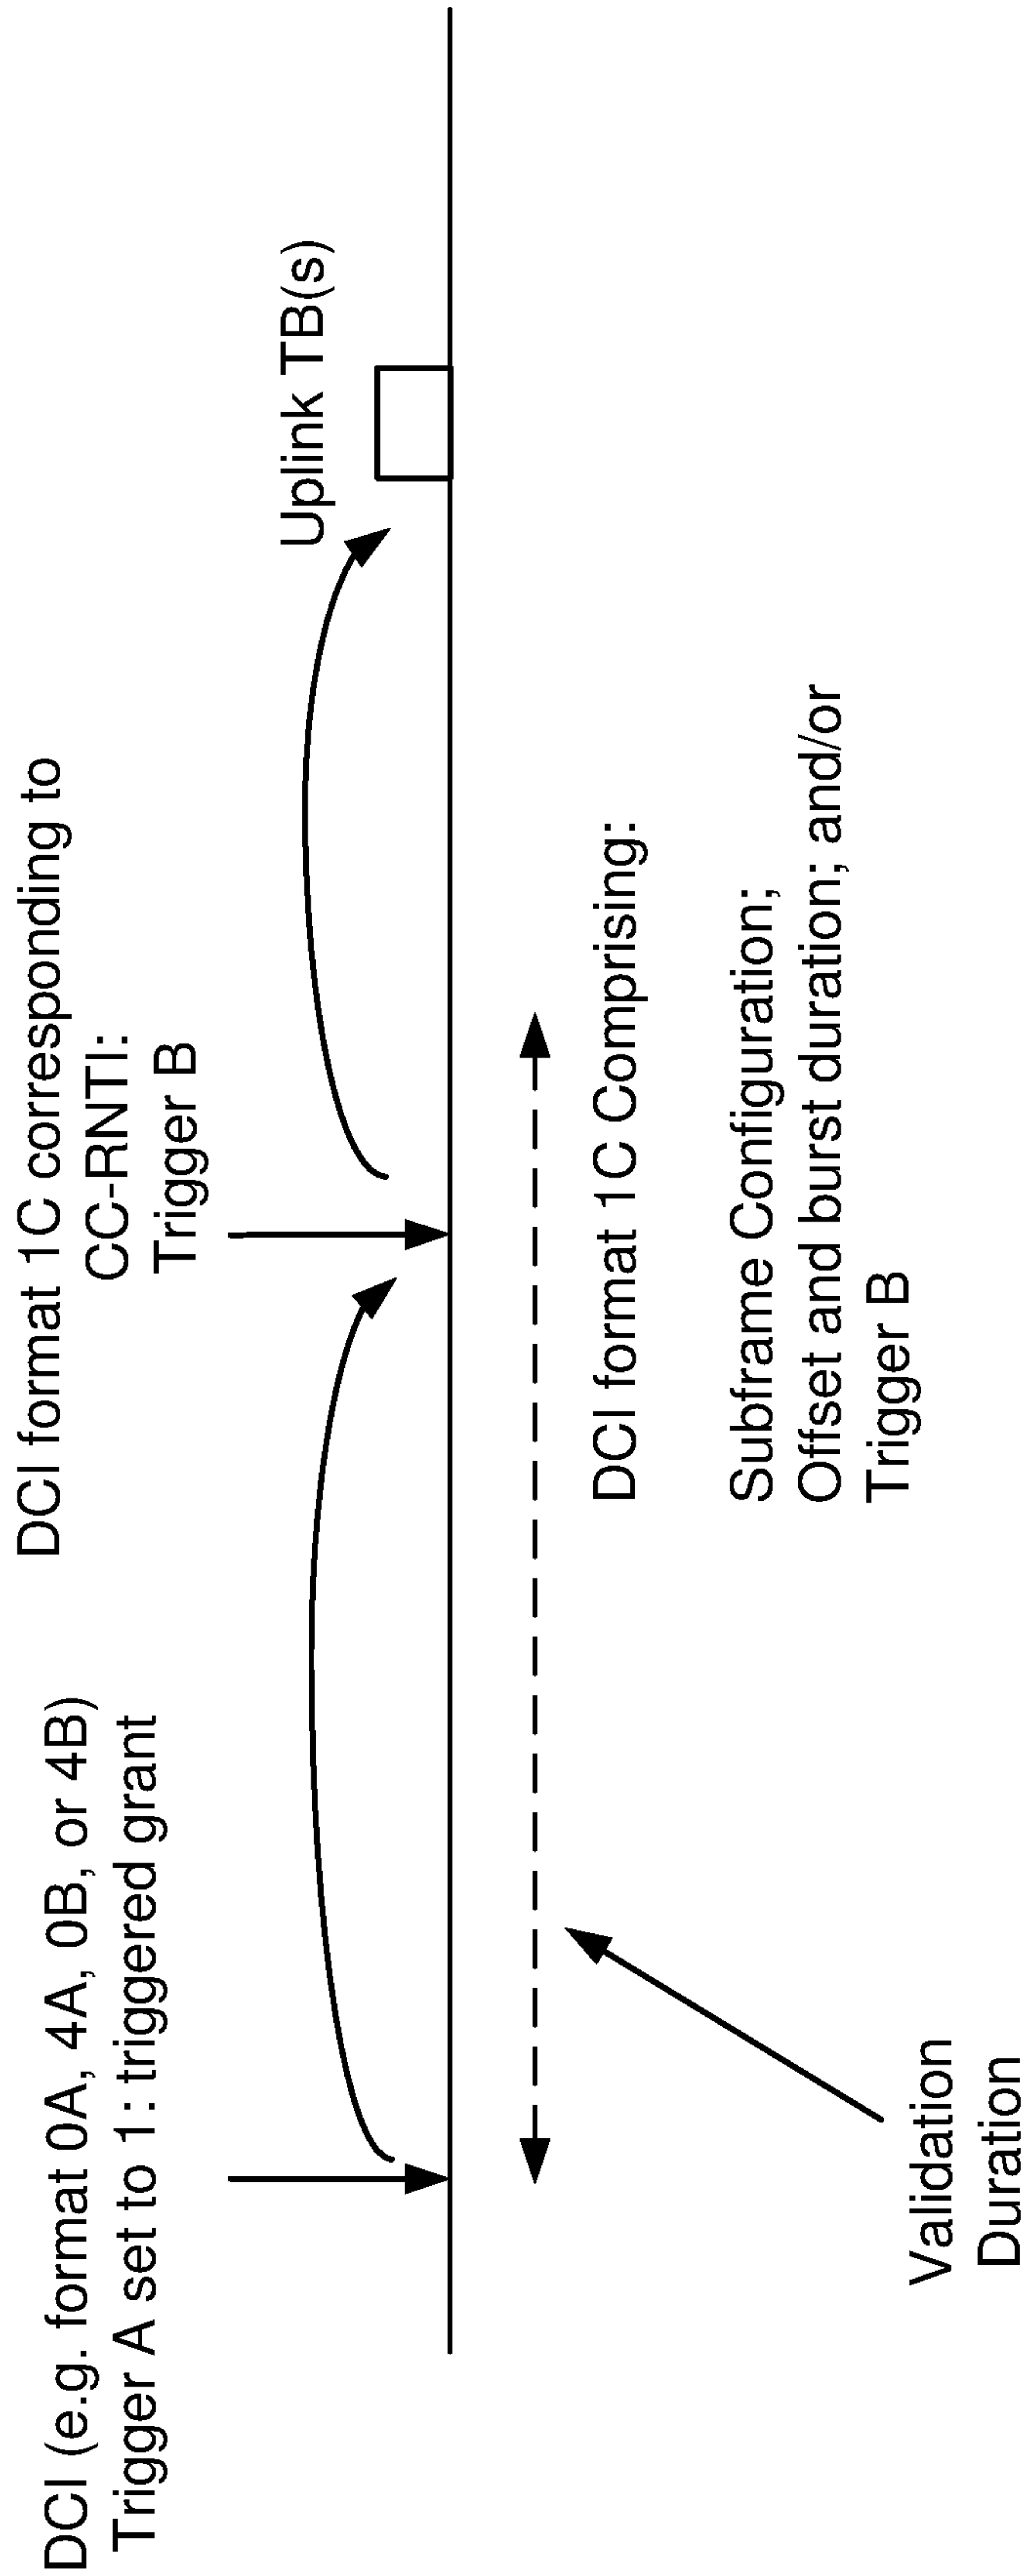 DCI (e.g. format 0A, 4A, 0B, or 4B)
Trigger A set to 1: triggered grant
DCI format 1C corresponding to
CC-RNTI:
Trigger B
Uplink TB(s)
DCI format 1C Comprising:
Subframe Configuration;
Offset and burst duration; and/or
Trigger B
Validation
Duration